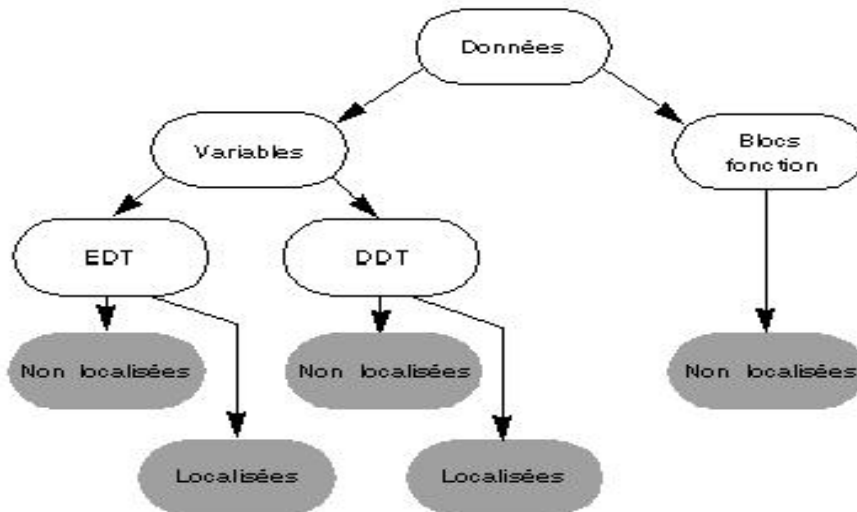 Données
Variables
Blocs
fonction
EDT
DDT
Non localisées
Non localisées
Non localisées
Localisées
Localisées